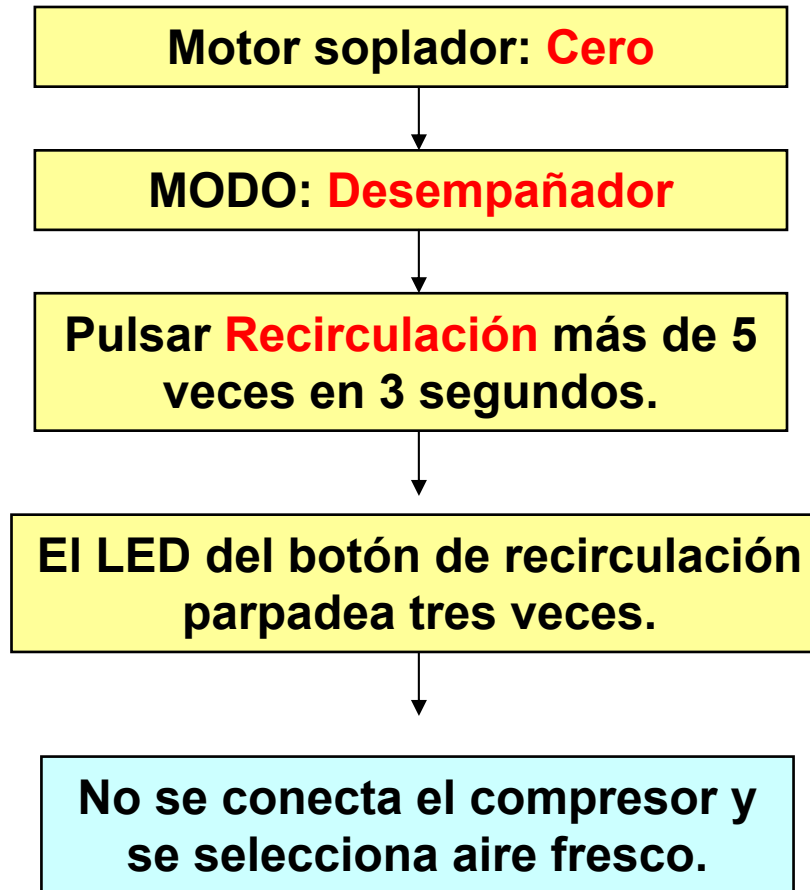 Motor soplador: Cero
MODO: Desempañador
Pulsar Recirculación más de 5
veces en 3 segundos.
El LED del botón de recirculación
parpadea tres veces.
No se conecta el compresor y
se selecciona aire fresco.